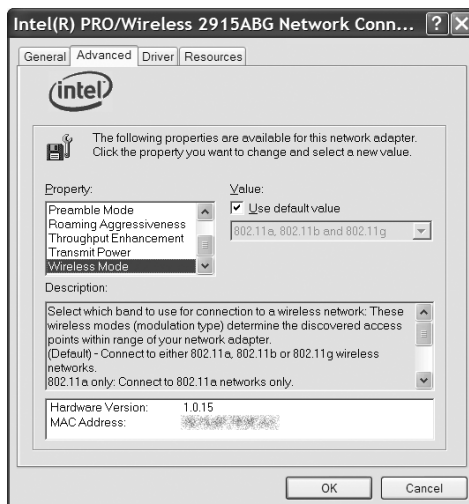 Intel(R) PRO/Wireless 2915ABG Network Conn...
General Advanced Driver Resources
intel
The following properties are available for this network adapter.
Click the property you want to change and select a new value.
Property:
Value:
Preamble Mode
Roaming Aggressiveness
Throughput Enhancement
Transmit Power
Wireless Mode
Use default value
802.11a, 802.11b and 802.11g
Description:
Select which band to use for connection to a wireless network: These
wireless modes (modulation type) determine the discovered access
points within range of your network adapter.
(Default) - Connect to either 802.11a, 802.11b or 802.11g wireless
networks.
802.11a only: Connect to 802.11a networks only.
Hardware Version: 1.0.15
MAC Address:
OK Cancel